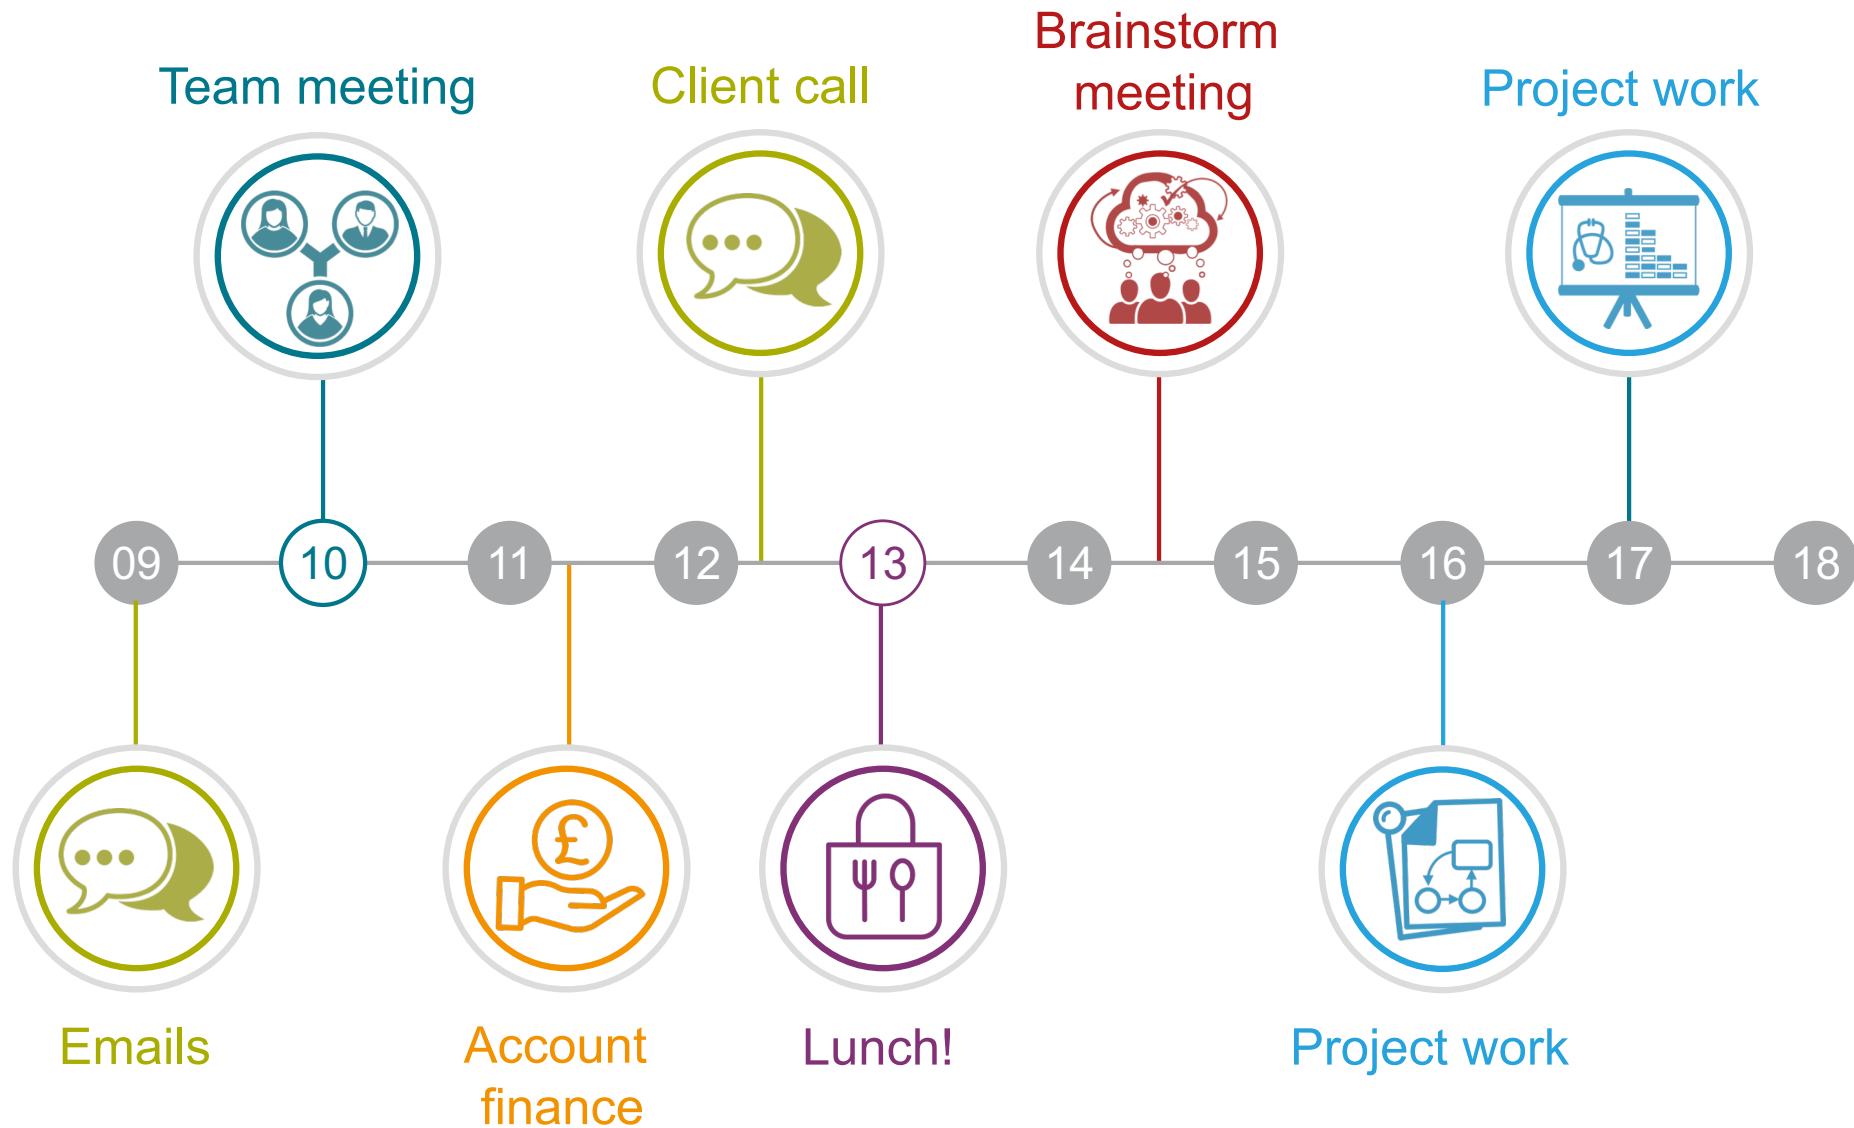 Team meeting
Client call
Brainstorm
meeting
Project work
09
10
11
12
13
14
15
16
17
18
Emails
Account
finance
£
Lunch!
Project work